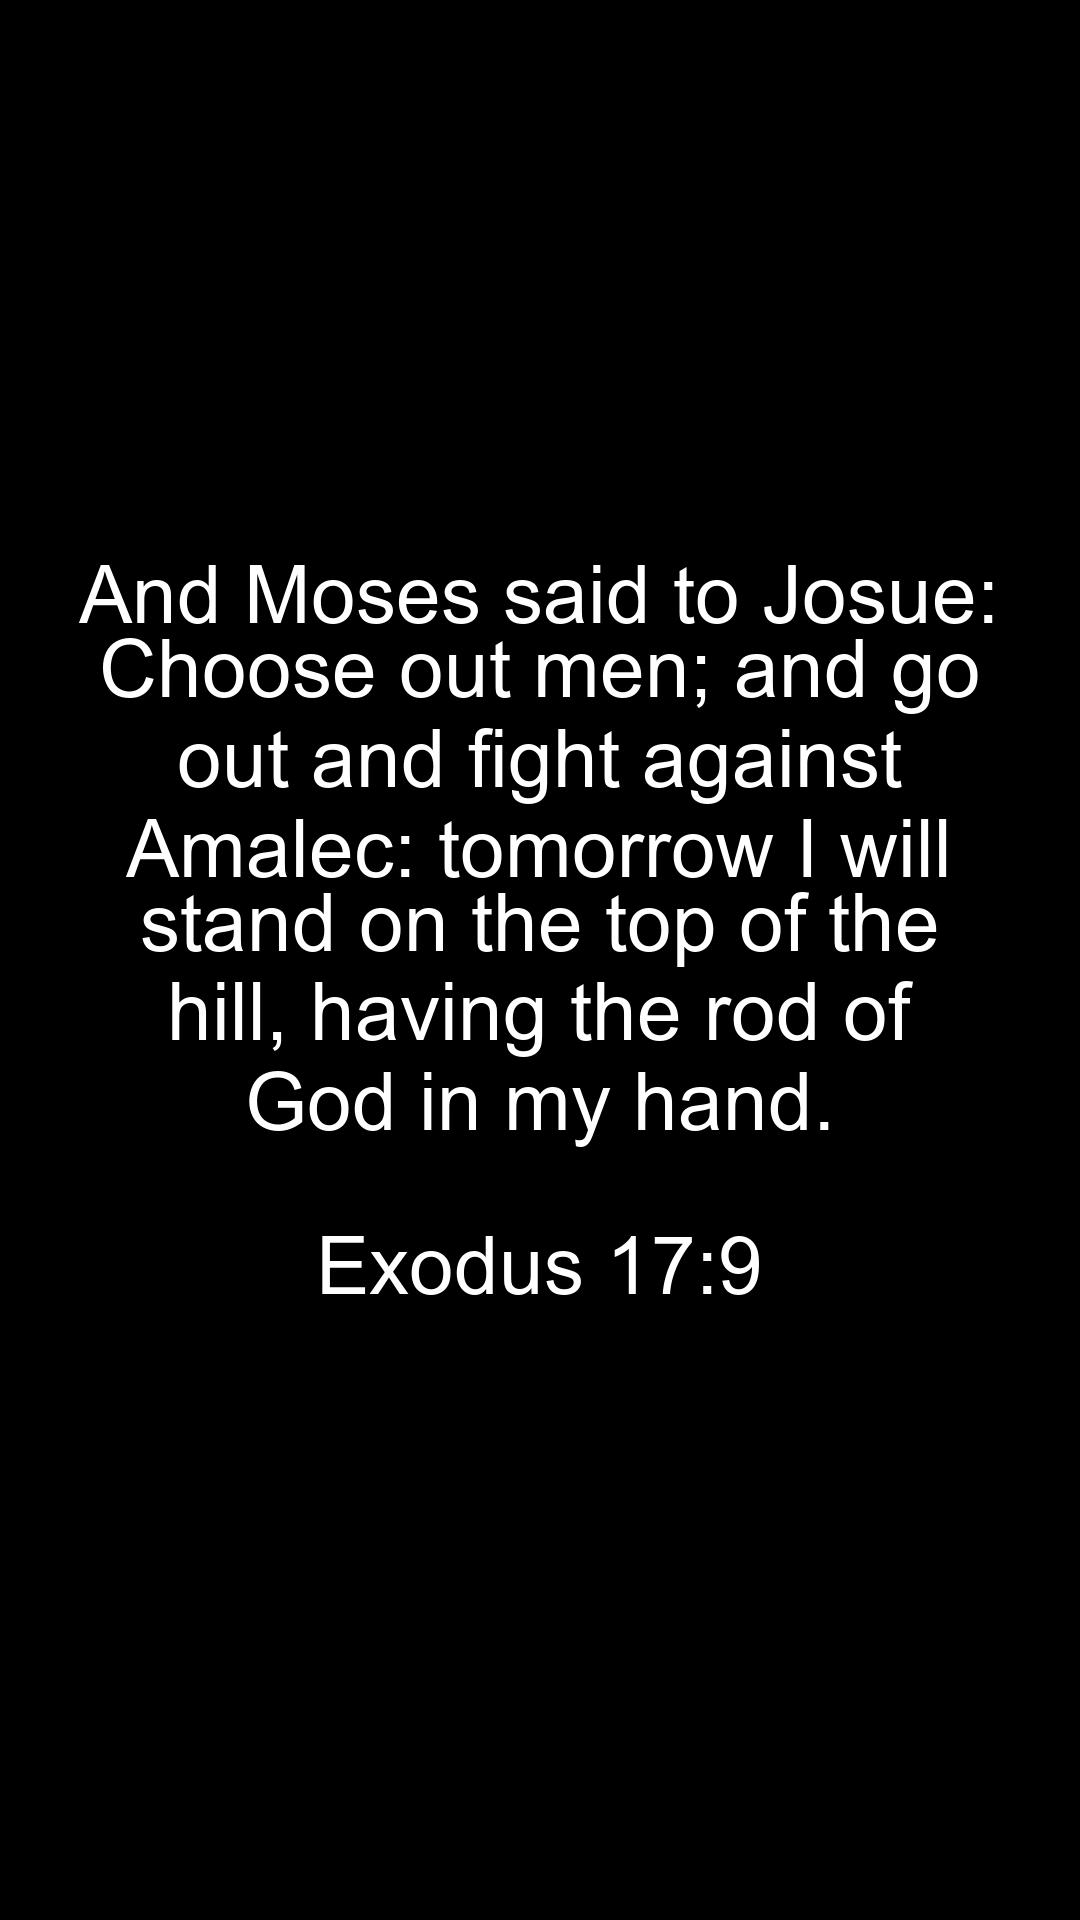 And Moses said to Josue:
Choose out men; and go
out and fight against
Amalec: tomorrow I will
stand on the top of the
hill, having the rod of
God in my hand.
Exodus 17:9